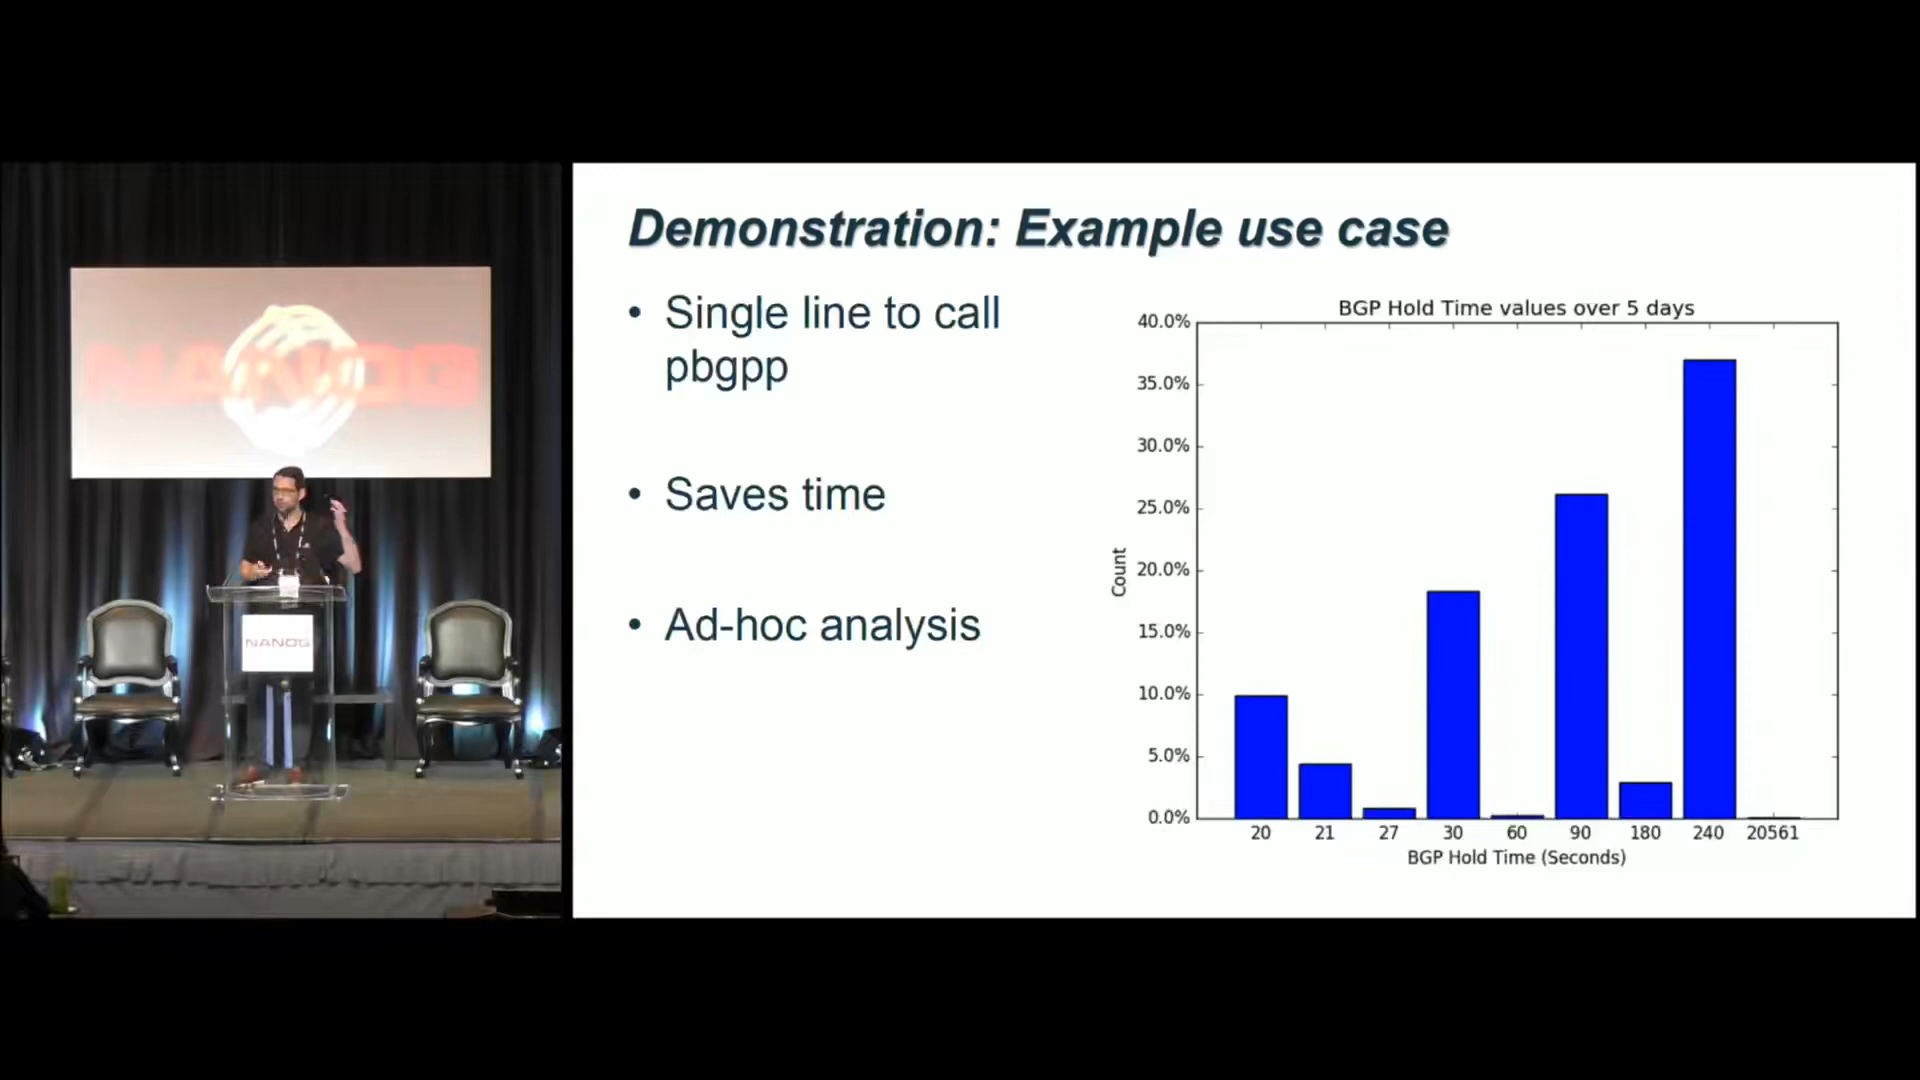 NANOG
NANOG
Demonstration: Example use case
• Single line to call
pbgpp
• Saves time
• Ad-hoc analysis
BGP Hold Time values over 5 days
40.0%
35.0%
30.0%
25.0%
20.0%
15.0%
10.0%
5.0%
0.0%
Count
20 21 27 30 60 90 180 240 20561
BGP Hold Time (Seconds)